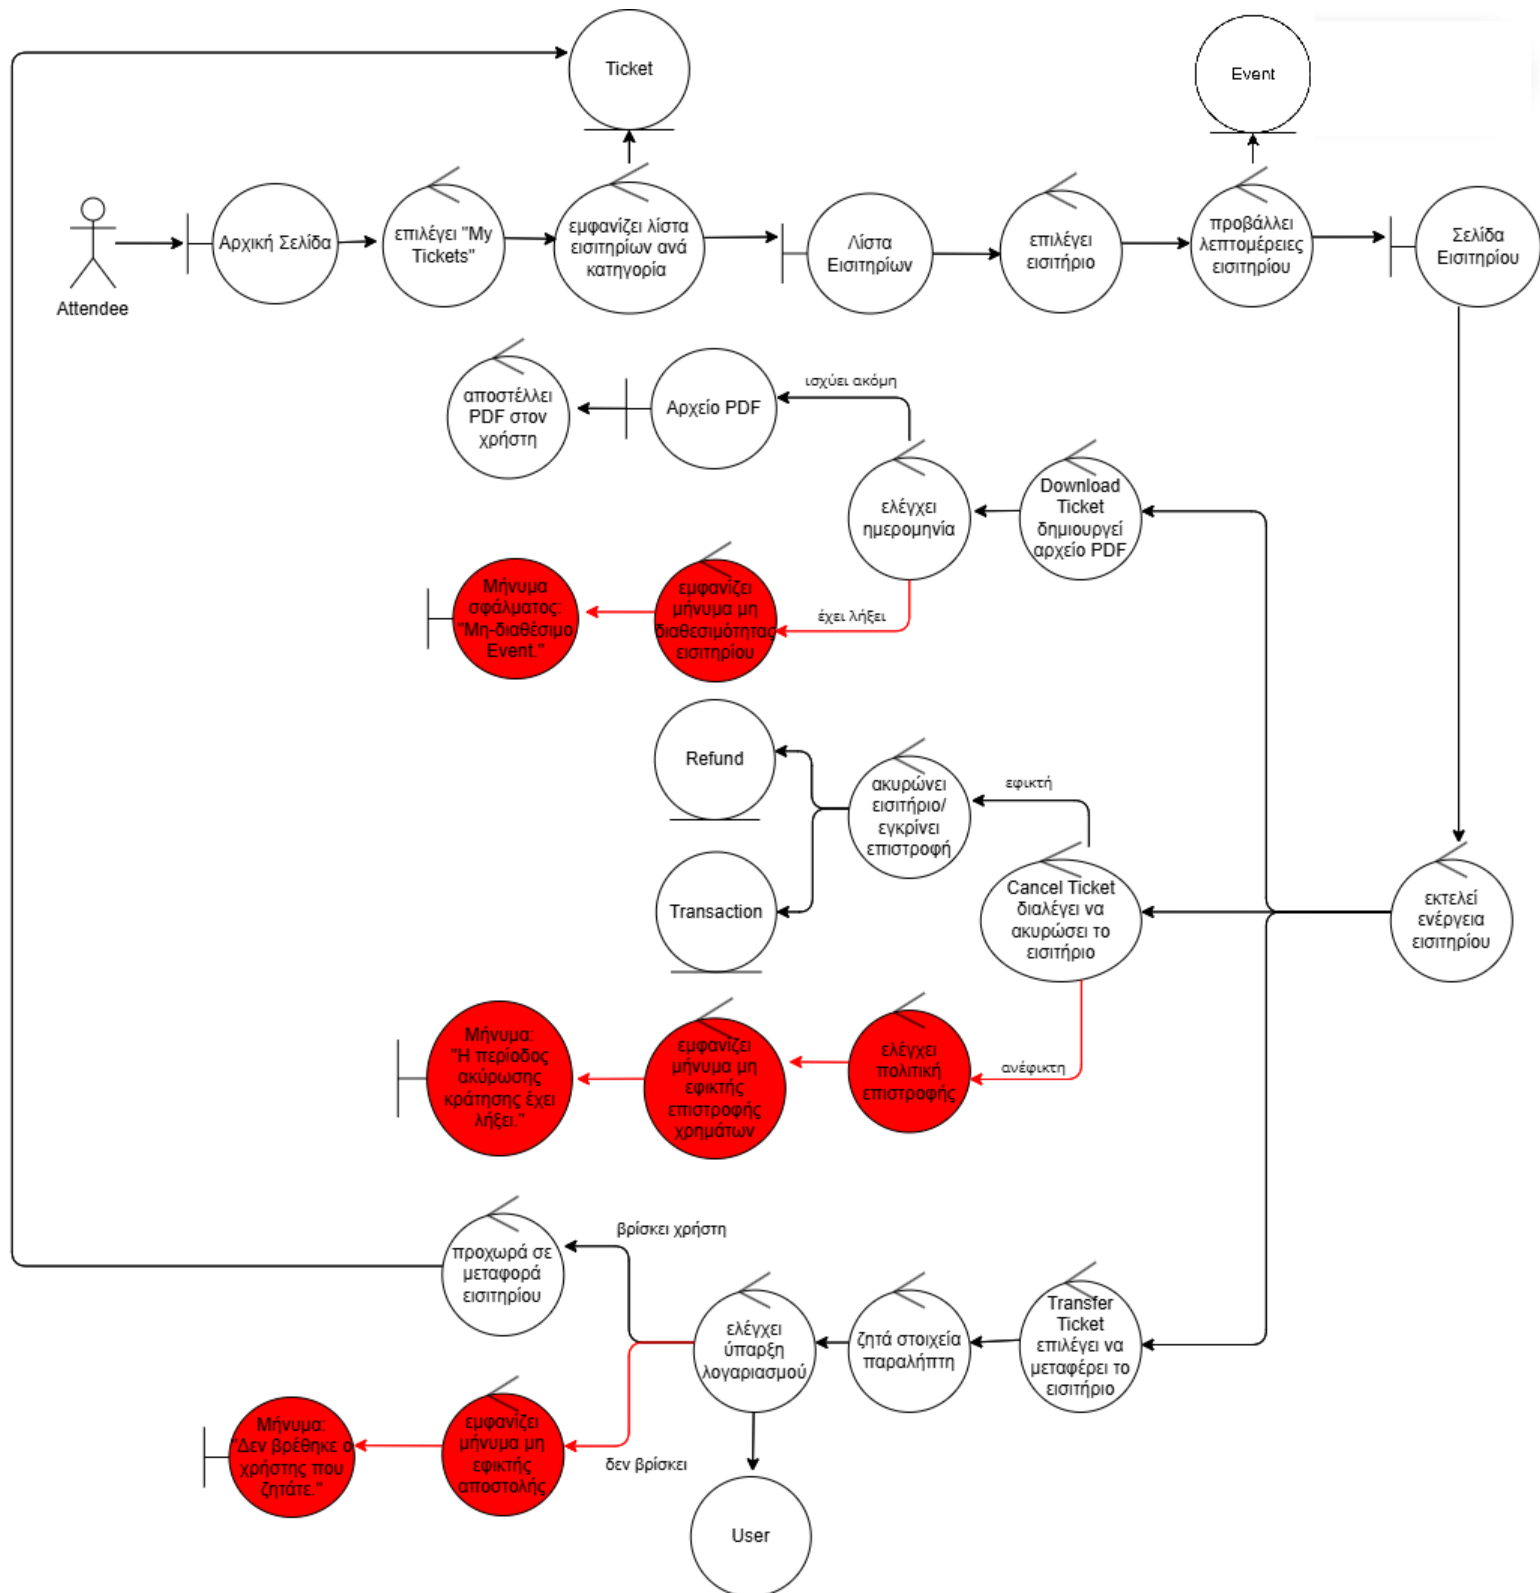 Ticket
Event
Attendee
Αρχική Σελίδα
επιλέγει "My
Tickets"
εμφανίζει λίστα
εισιτηρίων ανά
κατηγορία
Λίστα
Εισιτηρίων
επιλέγει
εισιτήριο
προβάλλει
λεπτομέρειες
εισιτηρίου
Σελίδα
Εισιτηρίου
αποστέλλει
PDF στον
χρήστη
Αρχείο PDF
ισχύει ακόμη
ελέγχει
ημερομηνία
Download
Ticket
δημιουργεί
αρχείο PDF
Μήνυμα
σφάλματος:
"Μη-διαθέσιμο
Event."
εμφανίζει
μήνυμα μη
διαθεσιμότητας
εισιτηρίου
έχει λήξει
Refund
Transaction
ακυρώνει
εισιτήριο/
εγκρίνει
επιστροφή
εφικτή
Cancel Ticket
διαλέγει να
ακυρώσει το
εισιτήριο
εκτελεί
ενέργεια
εισιτηρίου
Μήνυμα:
"Η περίοδος
ακύρωσης
κράτησης έχει
λήξει."
εμφανίζει
μήνυμα μη
εφικτής
επιστροφής
χρημάτων
ελέγχει
πολιτική
επιστροφής
ανέφικτη
προχωρά σε
μεταφορά
εισιτηρίου
βρίσκει χρήστη
ελέγχει
ύπαρξη
λογαριασμού
ζητά στοιχεία
παραλήπτη
Transfer
Ticket
επιλέγει να
μεταφέρει το
εισιτήριο
Μήνυμα:
"Δεν βρέθηκε ο
χρήστης που
ζητάτε."
εμφανίζει
μήνυμα μη
εφικτής
αποστολής
δεν βρίσκει
User